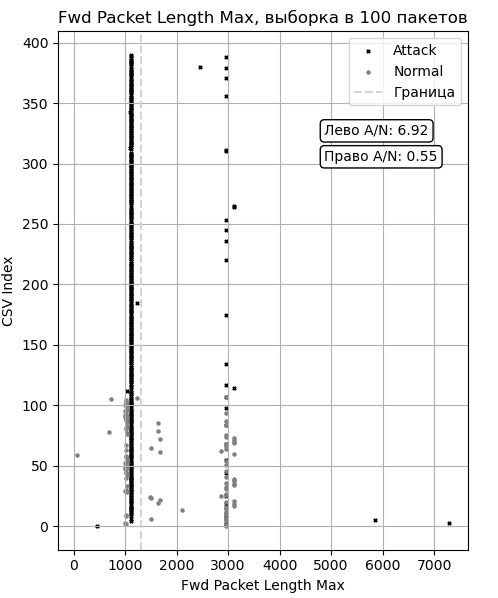 Fwd Packet Length Max, выборка в 100 пакетов
400
350
300
250
200
150
100
50
0
CSV Index
Attack
Normal
Граница
Лево A/N: 6.92
Право A/N: 0.55
0 1000 2000 3000 4000 5000 6000 7000
Fwd Packet Length Max